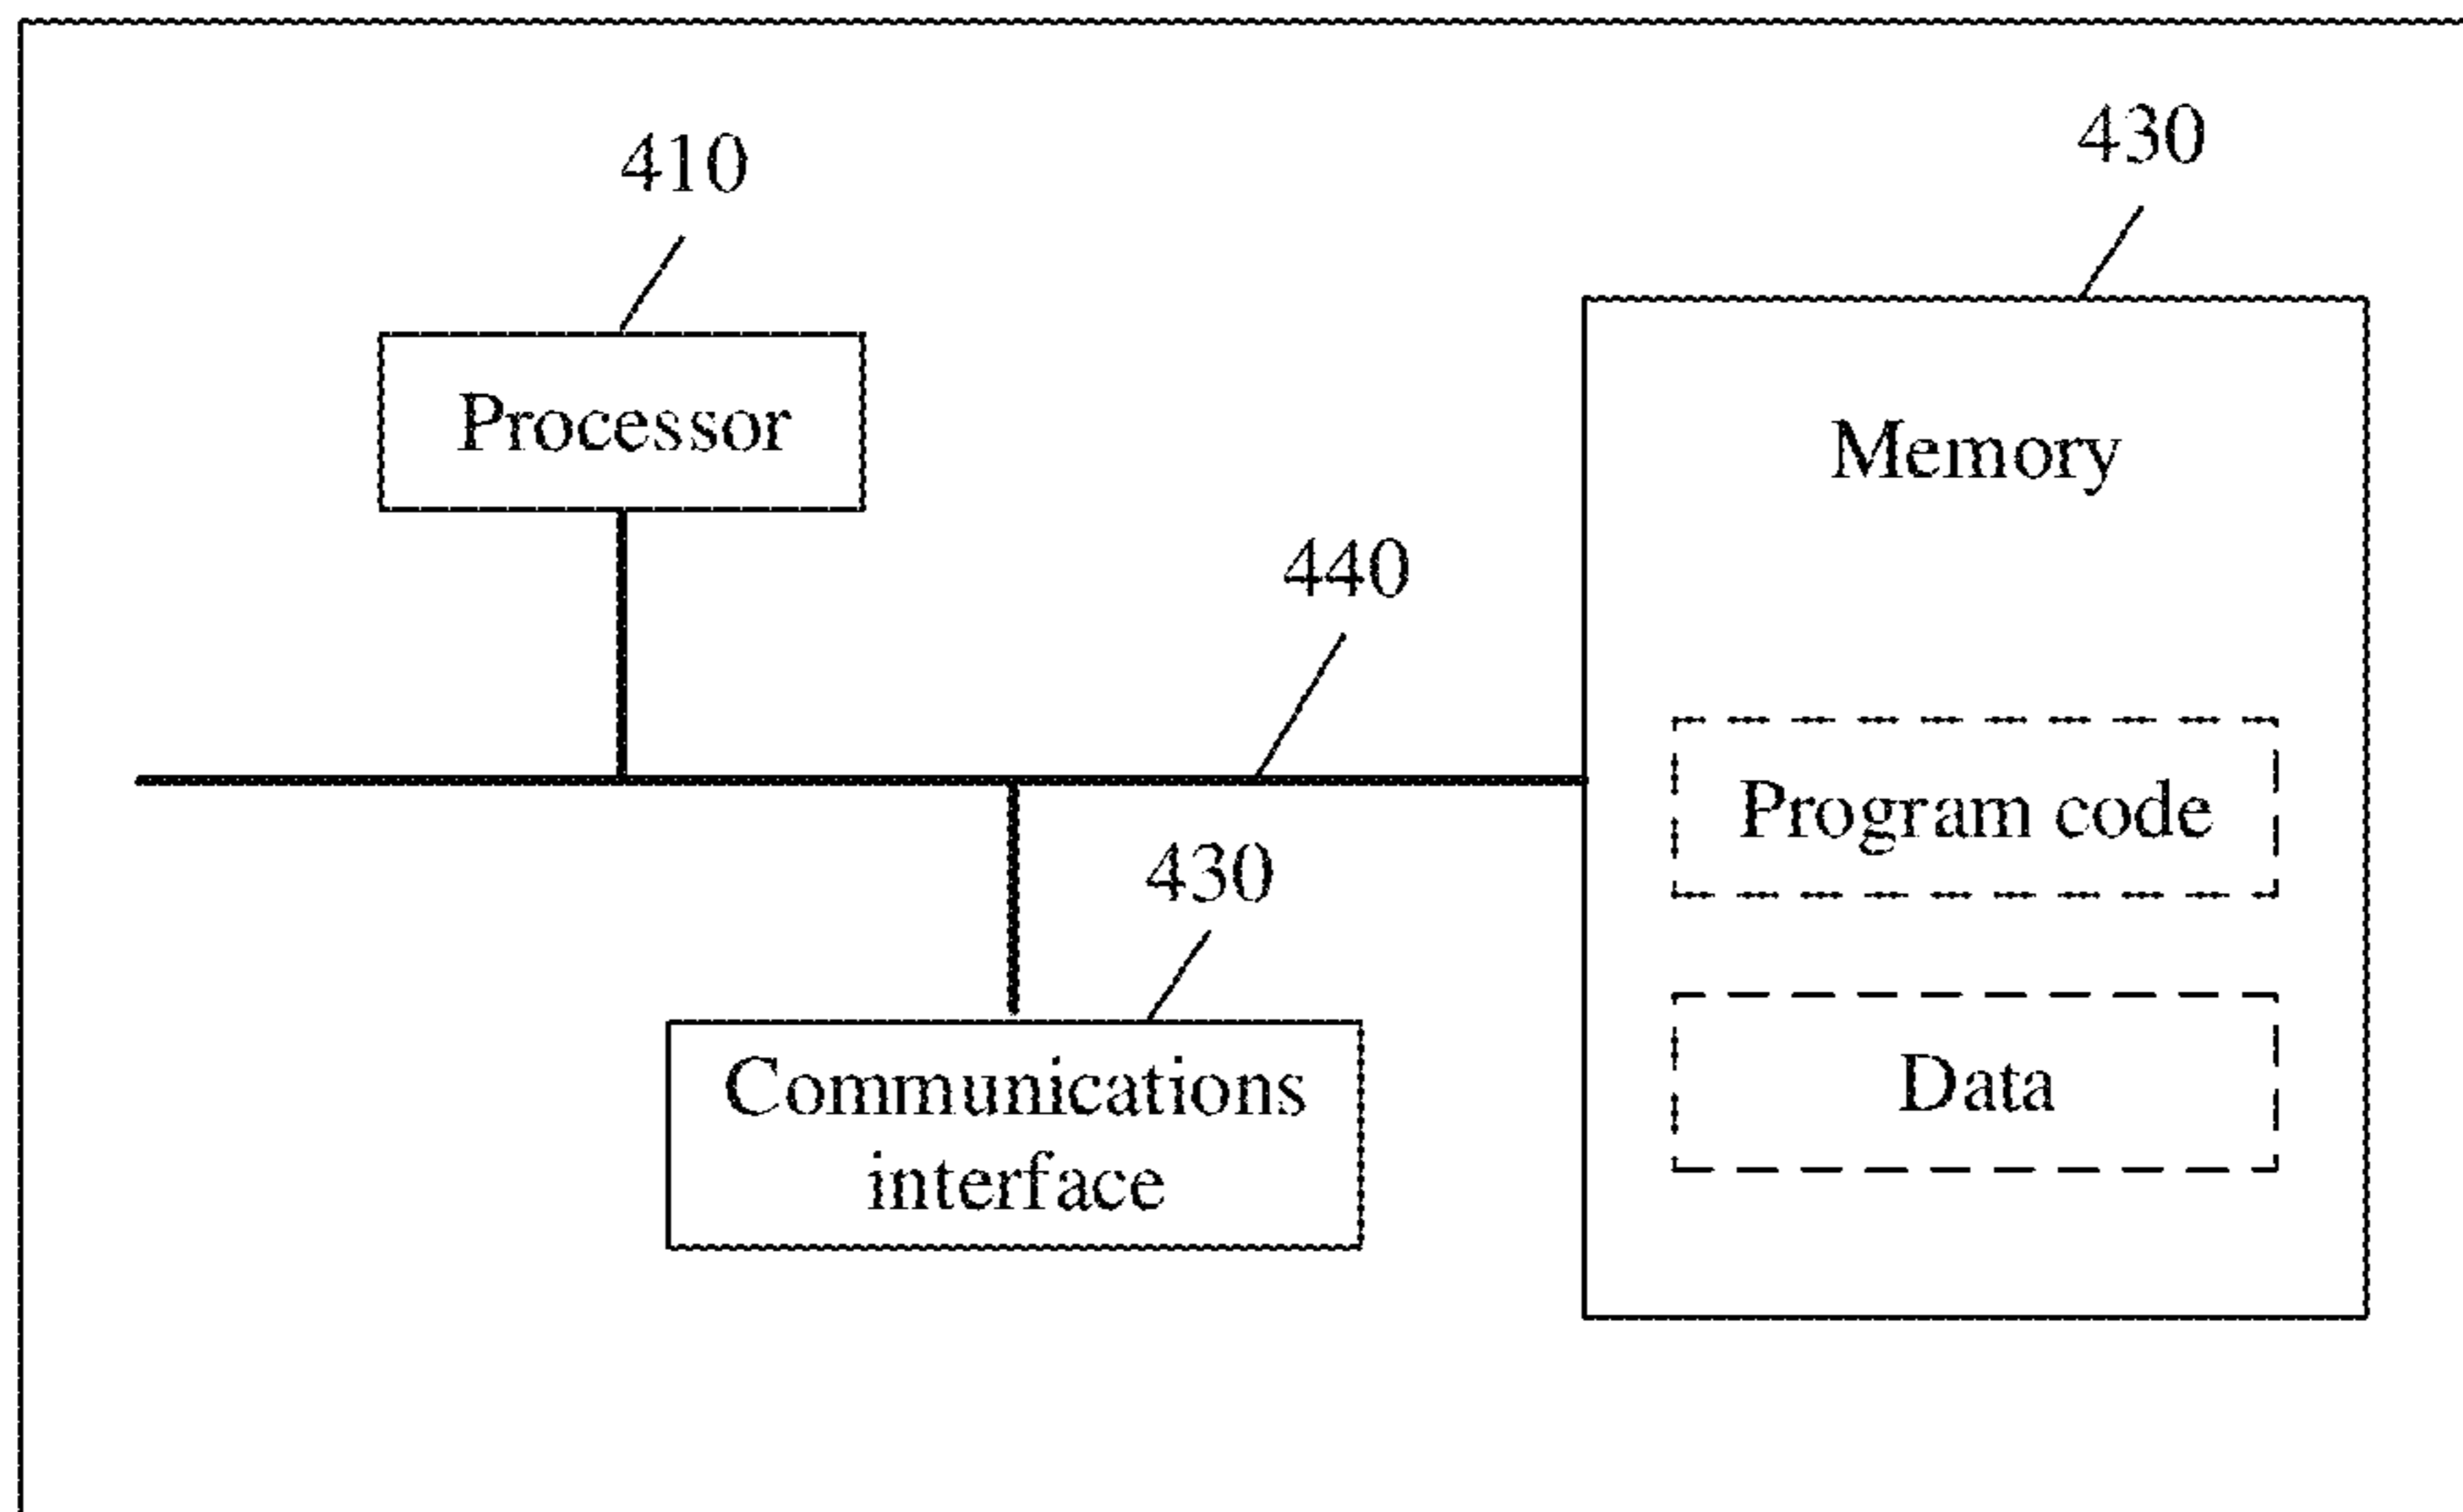 410
430
Processor
Memory
440
Program code
430
Data
Communications
interface